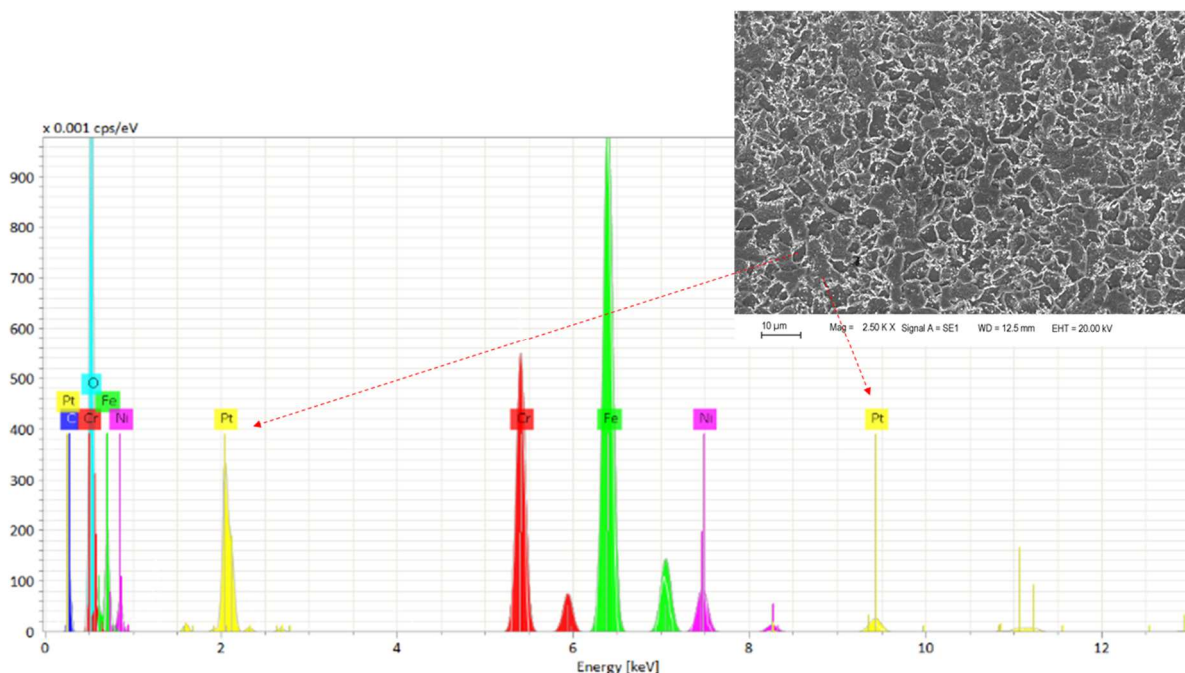 x 0.001 cps/eV
900
800
700
600
500
400
300
200
100
0
O
Pt Fe
C Cr Ni
Pt
Cr
Fe
Ni
Pt
0 2 4 6 8 10 12
Energy [keV]
10 µm Mag = 2.50 K X Signal A = SE1 WD = 12.5 mm EHT = 20.00 kV